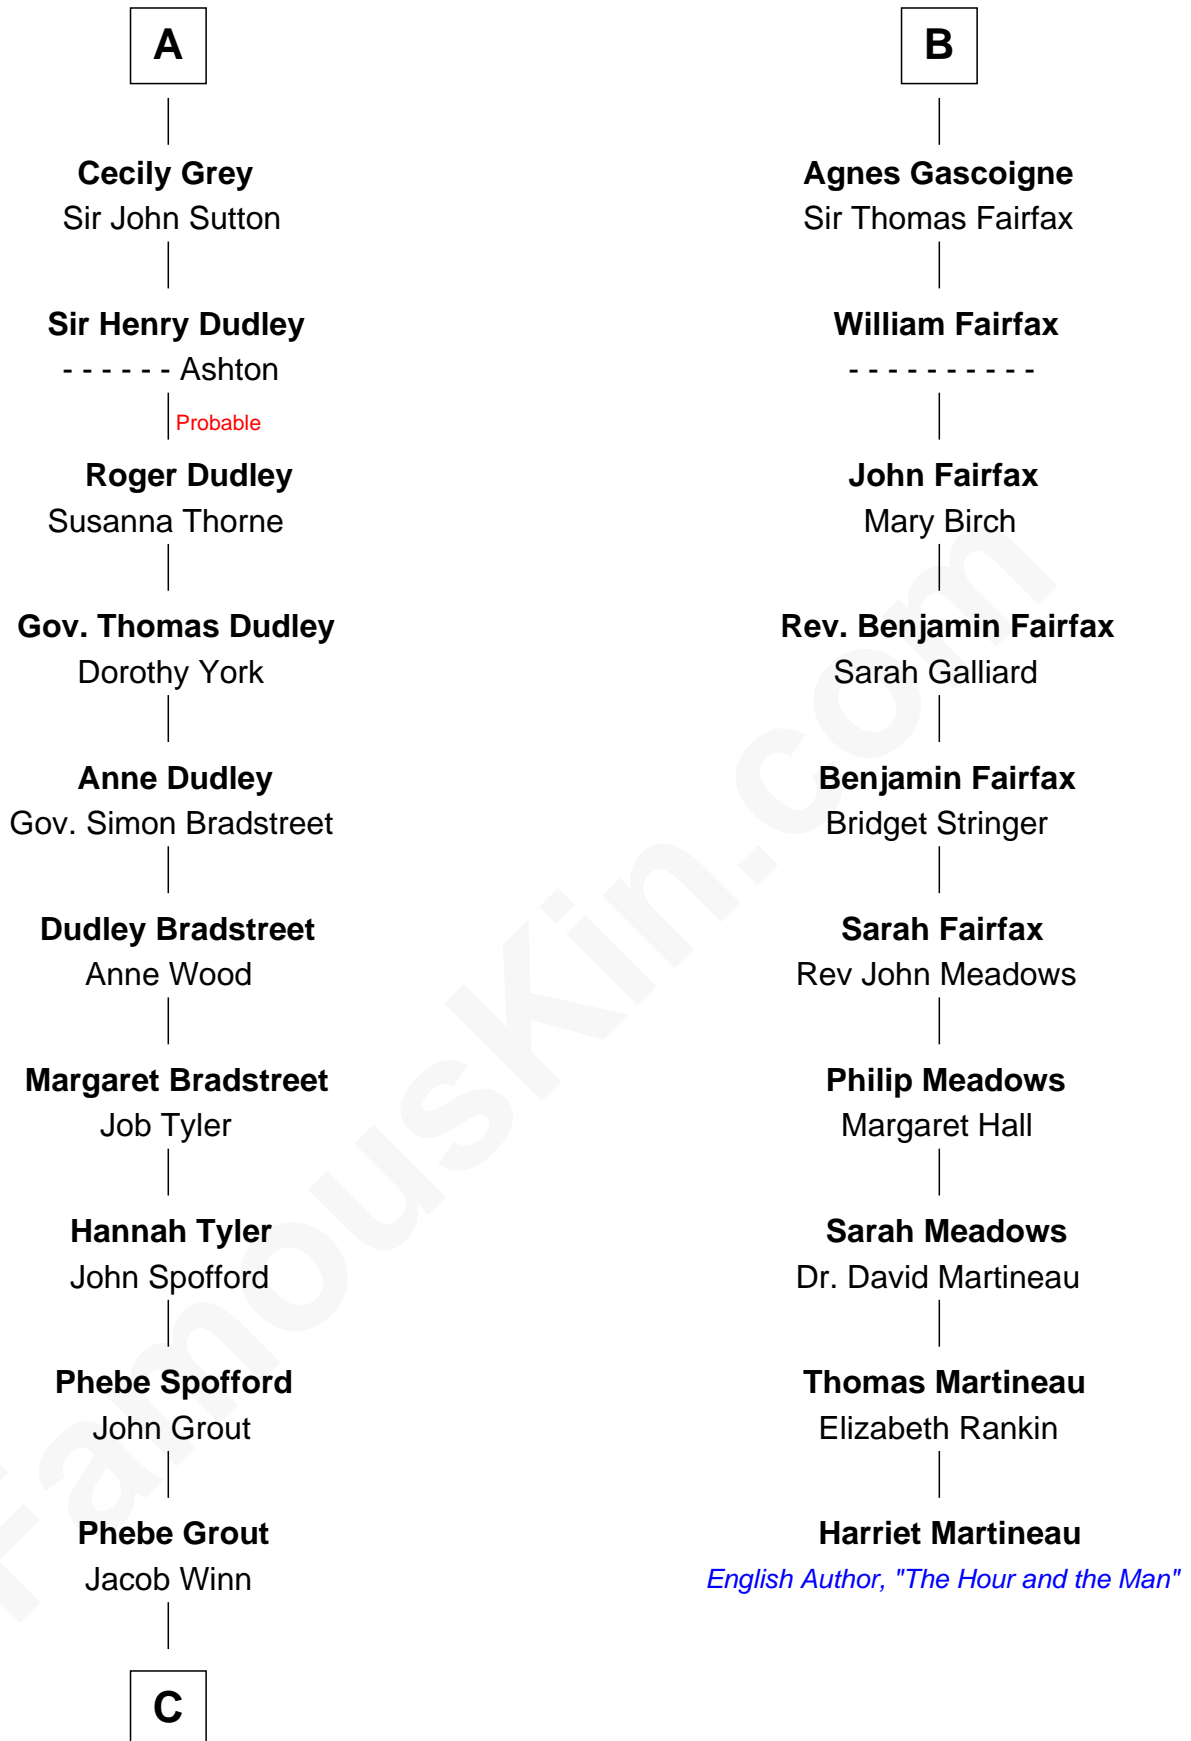 A
Cecily Grey
Sir John Sutton
Sir Henry Dudley
- - - - - - Ashton
Probable
Roger Dudley
Susanna Thorne
Gov. Thomas Dudley
Dorothy York
Anne Dudley
Gov. Simon Bradstreet
Dudley Bradstreet
Anne Wood
Margaret Bradstreet
Job Tyler
Hannah Tyler
John Spofford
Phebe Spofford
John Grout
Phebe Grout
Jacob Winn
C
B
Agnes Gascoigne
Sir Thomas Fairfax
William Fairfax
- - - - - - - - - -
John Fairfax
Mary Birch
Rev. Benjamin Fairfax
Sarah Galliard
Benjamin Fairfax
Bridget Stringer
Sarah Fairfax
Rev John Meadows
Philip Meadows
Margaret Hall
Sarah Meadows
Dr. David Martineau
Thomas Martineau
Elizabeth Rankin
Harriet Martineau
English Author, "The Hour and the Man"
FamousKin.com